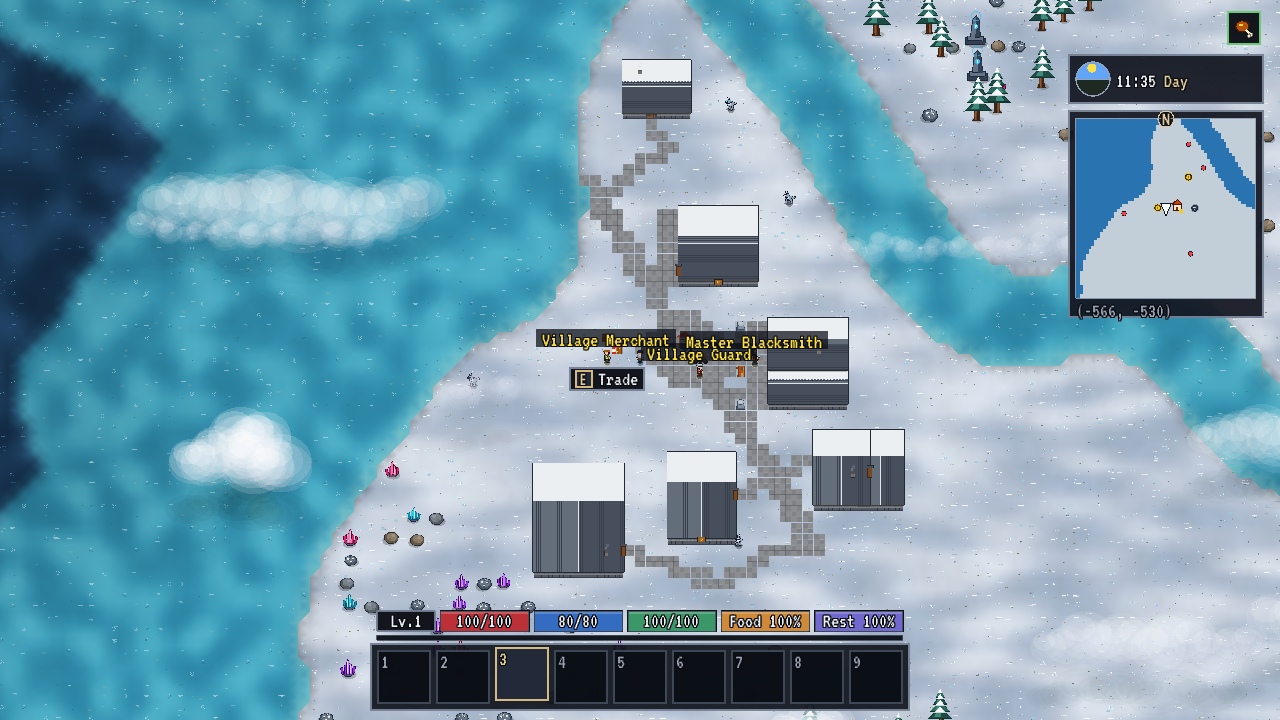 11:35 Day
N
(-566, -530)
Village Merchant
Master Blacksmith
Village Guard
E Trade
Lv.1 100/100 80/80 100/100 Food 100% Rest 100%
1 2 3 4 5 6 7 8 9